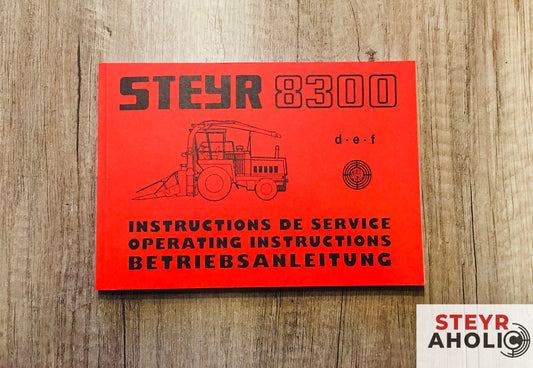 STEYR 8300
d-e-f
INSTRUCTIONS DE SERVICE
OPERATING INSTRUCTIONS
BETRIEBSANLEITUNG
STEYR
AHOLIC